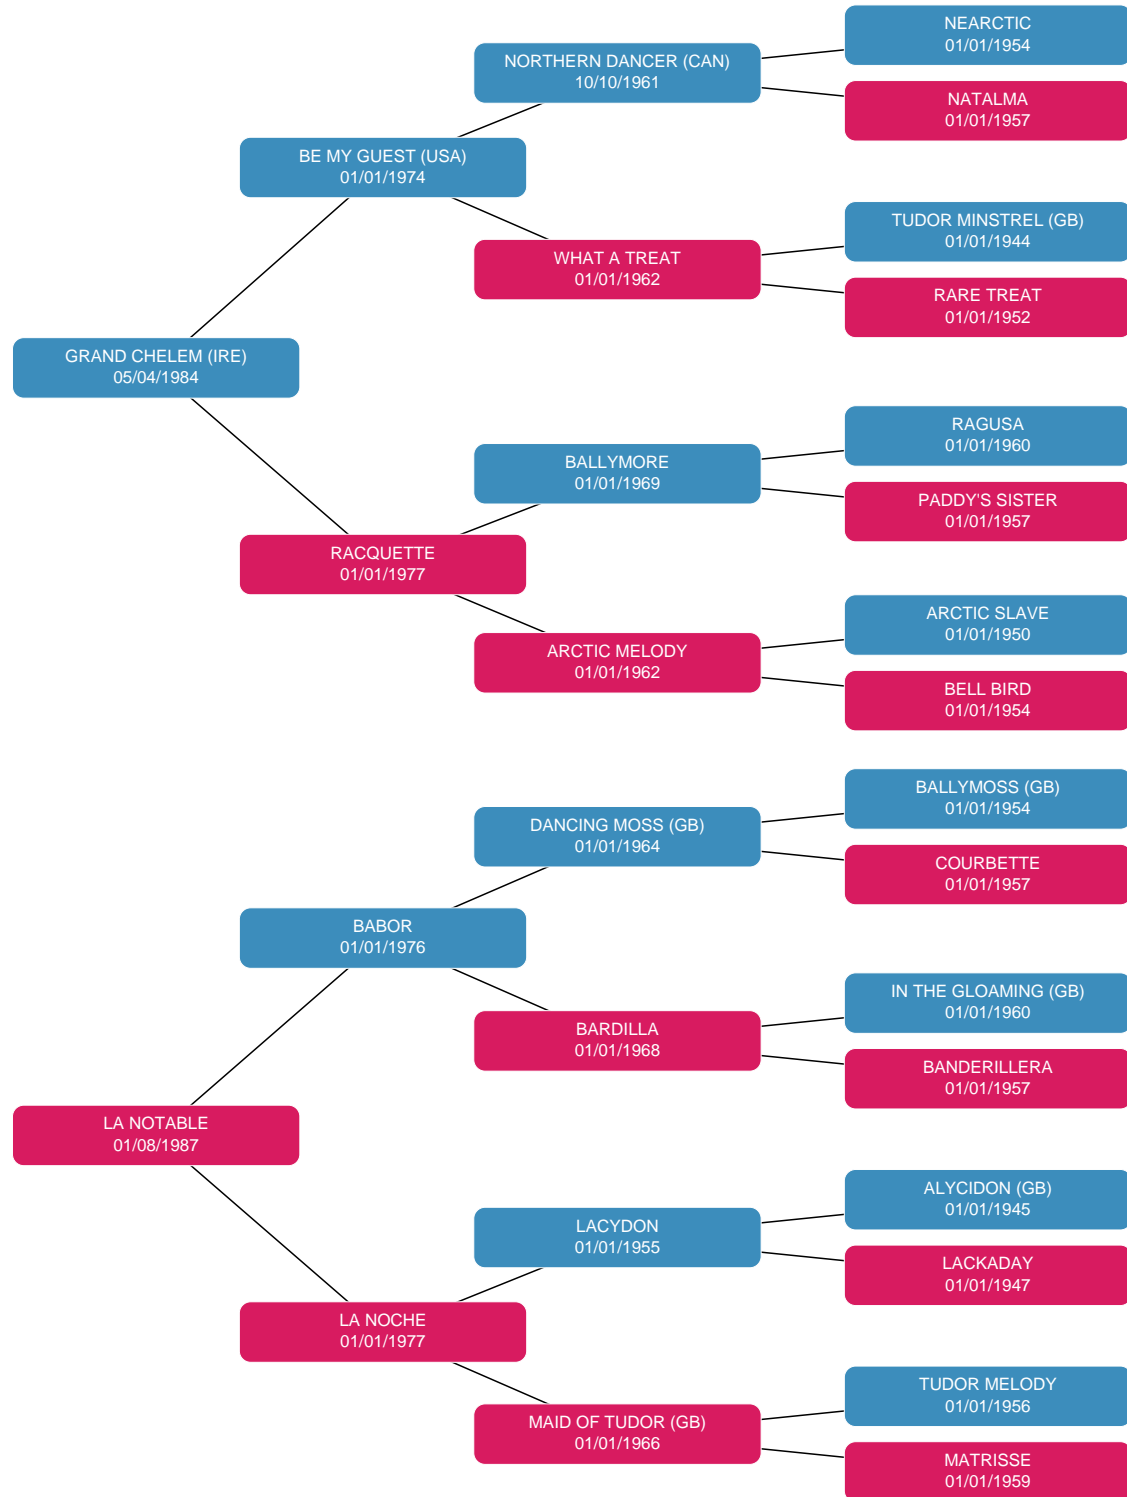 NEARCTIC
01/01/1954
NORTHERN DANCER (CAN)
10/10/1961
NATALMA
01/01/1957
BE MY GUEST (USA)
01/01/1974
TUDOR MINSTREL (GB)
01/01/1944
WHAT A TREAT
01/01/1962
RARE TREAT
01/01/1952
GRAND CHELEM (IRE)
05/04/1984
RAGUSA
01/01/1960
BALLYMORE
01/01/1969
PADDY'S SISTER
01/01/1957
RACQUETTE
01/01/1977
ARCTIC SLAVE
01/01/1950
ARCTIC MELODY
01/01/1962
BELL BIRD
01/01/1954
BALLYMOSS (GB)
01/01/1954
DANCING MOSS (GB)
01/01/1964
COURBETTE
01/01/1957
BABOR
01/01/1976
IN THE GLOAMING (GB)
01/01/1960
BARDILLA
01/01/1968
BANDERILLERA
01/01/1957
LA NOTABLE
01/08/1987
ALYCIDON (GB)
01/01/1945
LACYDON
01/01/1955
LACKADAY
01/01/1947
LA NOCHE
01/01/1977
TUDOR MELODY
01/01/1956
MAID OF TUDOR (GB)
01/01/1966
MATRISSE
01/01/1959